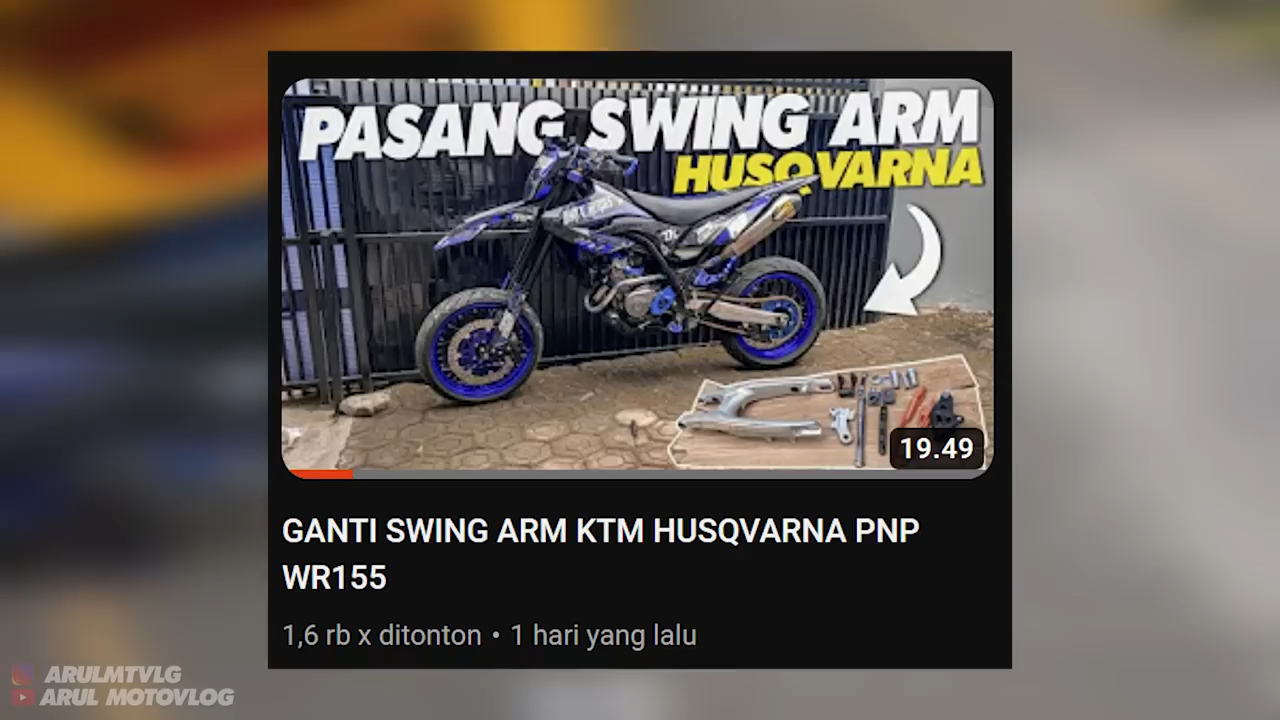 PASANG SWING ARM
HUSQVARNA
19.49
GANTI SWING ARM KTM HUSQVARNA PNP
WR155
1,6 rb x ditonton • 1 hari yang lalu
ARULMTVLG
ARUL MOTOVLOG